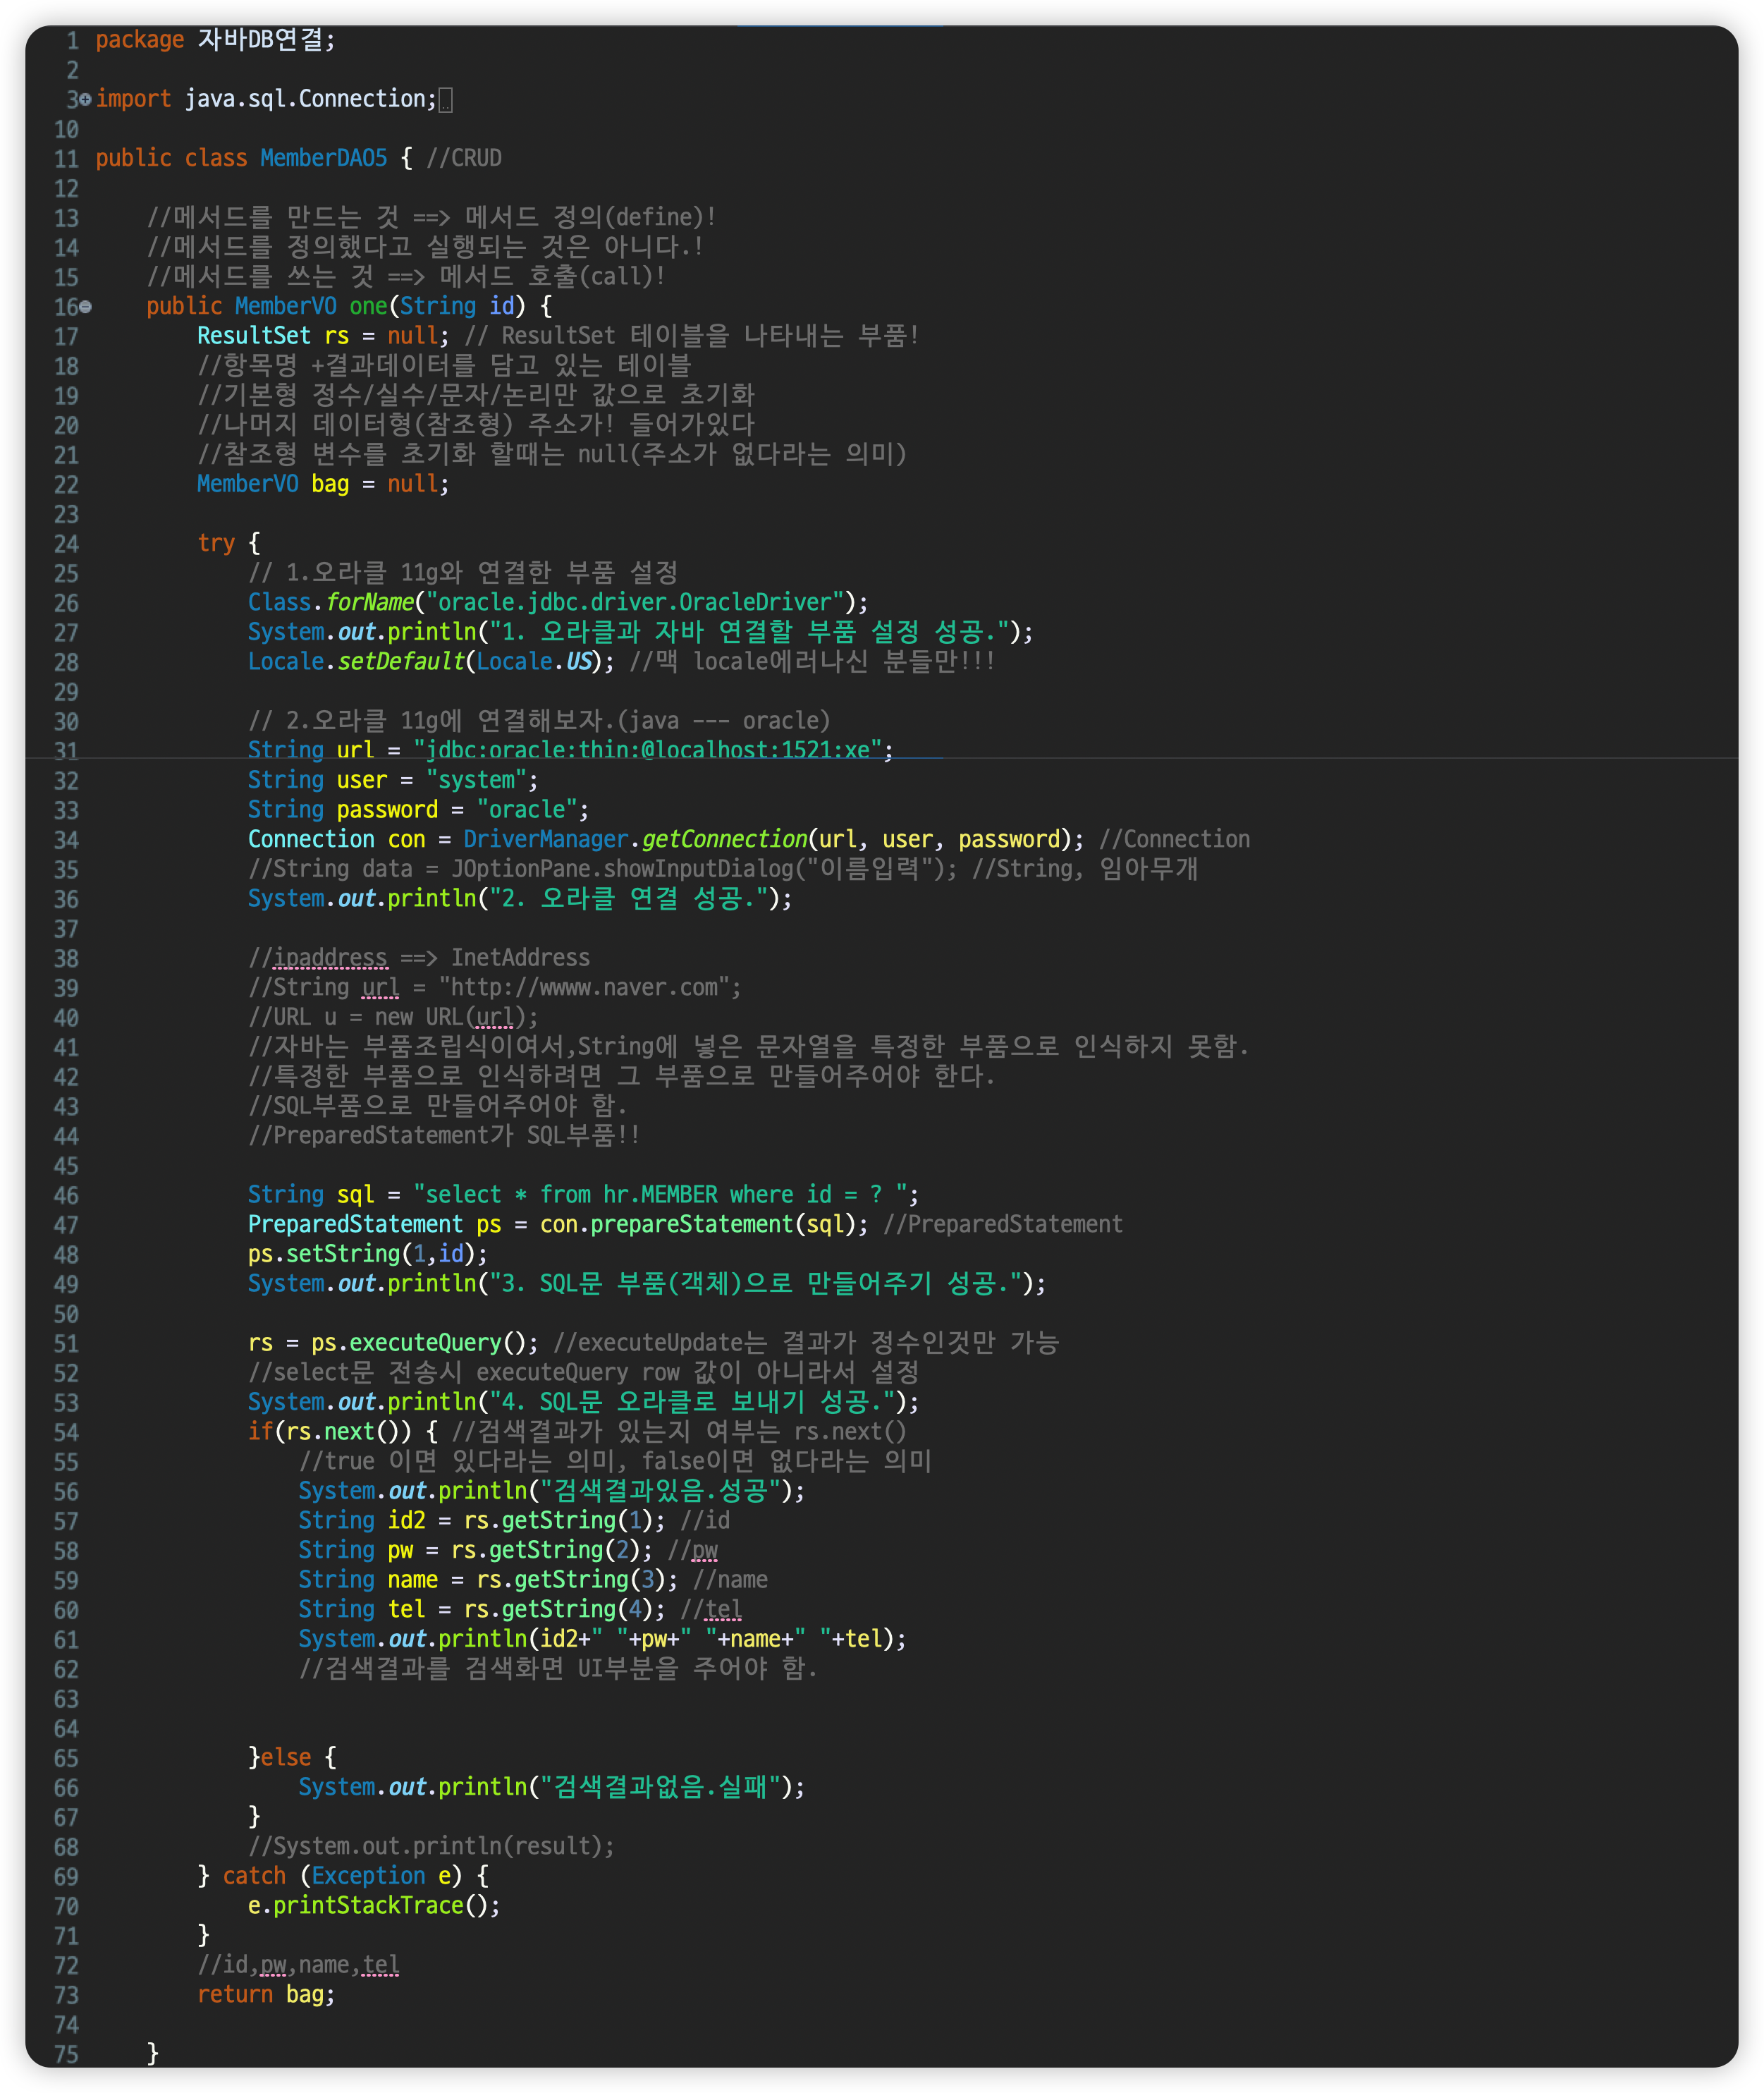 1 package 자바DB연결;
2
3 import java.sql.Connection;
10
11 public class MemberDAO5 { //CRUD
12
13 //메서드를 만드는 것 ==> 메서드 정의(define)!
14 //메서드를 정의했다고 실행되는 것은 아니다.!
15 //메서드를 쓰는 것 ==> 메서드 호출(call)!
16 public MemberVO one(String id) {
17 ResultSet rs = null; // ResultSet 테이블을 나타내는 부품!
18 //항목명 +결과데이터를 담고 있는 테이블
19 //기본형 정수/실수/문자/논리만 값으로 초기화
20 //나머지 데이터형(참조형) 주소가! 들어가있다
21 //참조형 변수를 초기화 할때는 null(주소가 없다라는 의미)
22 MemberVO bag = null;
23
24 try {
25 // 1.오라클 11g와 연결한 부품 설정
26 Class.forName("oracle.jdbc.driver.OracleDriver");
27 System.out.println("1. 오라클과 자바 연결할 부품 설정 성공.");
28 Locale.setDefault(Locale.US); //맥 locale에러나신 분들만!!!
29
30 // 2.오라클 11g에 연결해보자.(java --- oracle)
31 String url = "jdbc:oracle:thin:@localhost:1521:xe";
32 String user = "system";
33 String password = "oracle";
34 Connection con = DriverManager.getConnection(url, user, password); //Connection
35 //String data = JOptionPane.showInputDialog("이름입력"); //String, 임아무개
36 System.out.println("2. 오라클 연결 성공.");
37
38 //ipaddress ==> InetAddress
39 //String url = "http://wwww.naver.com";
40 //URL u = new URL(url);
41 //자바는 부품조립식이여서,String에 넣은 문자열을 특정한 부품으로 인식하지 못함.
42 //특정한 부품으로 인식하려면 그 부품으로 만들어주어야 한다.
43 //SQL부품으로 만들어주어야 함.
44 //PreparedStatement가 SQL부품!!
45
46 String sql = "select * from hr.MEMBER where id = ? ";
47 PreparedStatement ps = con.prepareStatement(sql); //PreparedStatement
48 ps.setString(1,id);
49 System.out.println("3. SQL문 부품(객체)으로 만들어주기 성공.");
50
51 rs = ps.executeQuery(); //executeUpdate는 결과가 정수인것만 가능
52 //select문 전송시 executeQuery row 값이 아니라서 설정
53 System.out.println("4. SQL문 오라클로 보내기 성공.");
54 if(rs.next()) { //검색결과가 있는지 여부는 rs.next()
55 //true 이면 있다라는 의미, false이면 없다라는 의미
56 System.out.println("검색결과있음.성공");
57 String id2 = rs.getString(1); //id
58 String pw = rs.getString(2); //pw
59 String name = rs.getString(3); //name
60 String tel = rs.getString(4); //tel
61 System.out.println(id2+" "+pw+" "+name+" "+tel);
62 //검색결과를 검색화면 UI부분을 주어야 함.
63
64
65 }else {
66 System.out.println("검색결과없음.실패");
67 }
68 //System.out.println(result);
69 } catch (Exception e) {
70 e.printStackTrace();
71 }
72 //id,pw,name,tel
73 return bag;
74
75 }